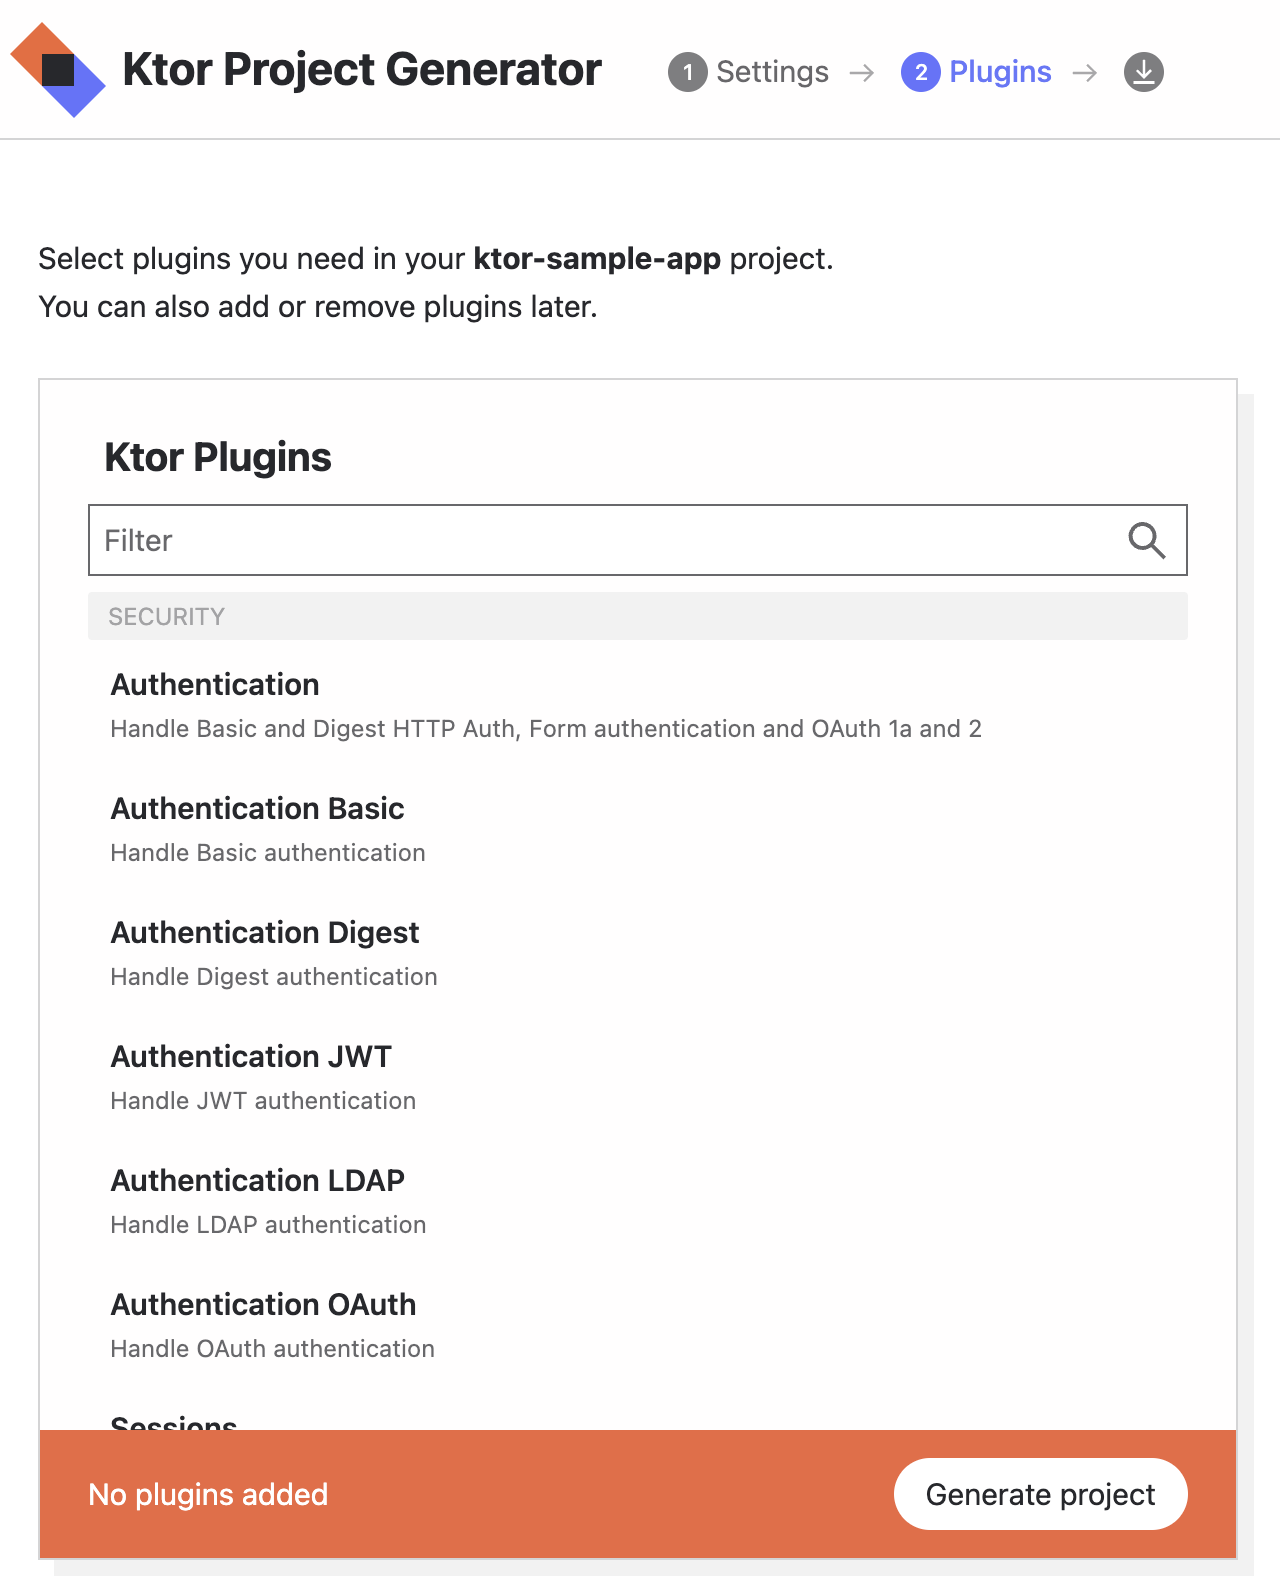 Ktor Project Generator
1 Settings → 2 Plugins →
Select plugins you need in your ktor-sample-app project.
You can also add or remove plugins later.
Ktor Plugins
Filter
SECURITY
Authentication
Handle Basic and Digest HTTP Auth, Form authentication and OAuth 1a and 2
Authentication Basic
Handle Basic authentication
Authentication Digest
Handle Digest authentication
Authentication JWT
Handle JWT authentication
Authentication LDAP
Handle LDAP authentication
Authentication OAuth
Handle OAuth authentication
Sessions
No plugins added
Generate project